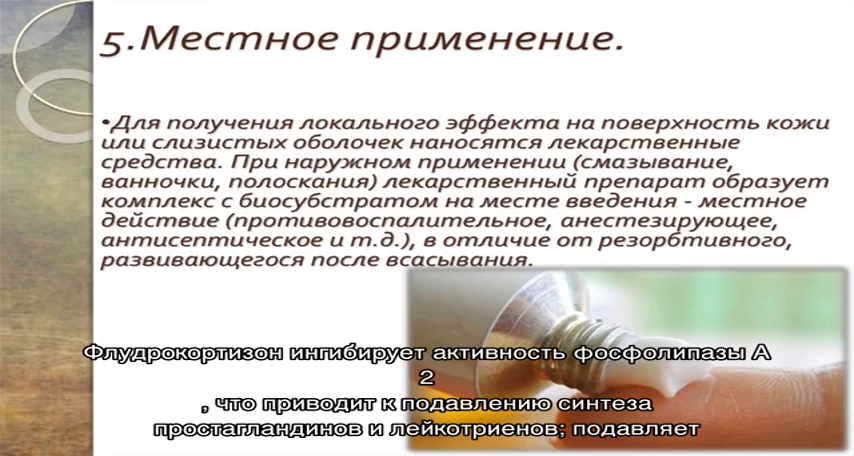 5.Местное применение.
•Для получения локального эффекта на поверхность кожи
или слизистых оболочек наносятся лекарственные
средства. При наружном применении (смазывание,
ванночки, полоскания) лекарственный препарат образует
комплекс с биосубстратом на месте введения - местное
действие (противовоспалительное, анестезирующее,
антисептическое и т.д.), в отличие от резорбтивного,
развивающегося после всасывания.
Флудрокортизон ингибирует активность фосфолипазы А
2
, что приводит к подавлению синтеза
простагландинов и лейкотриенов; подавляет